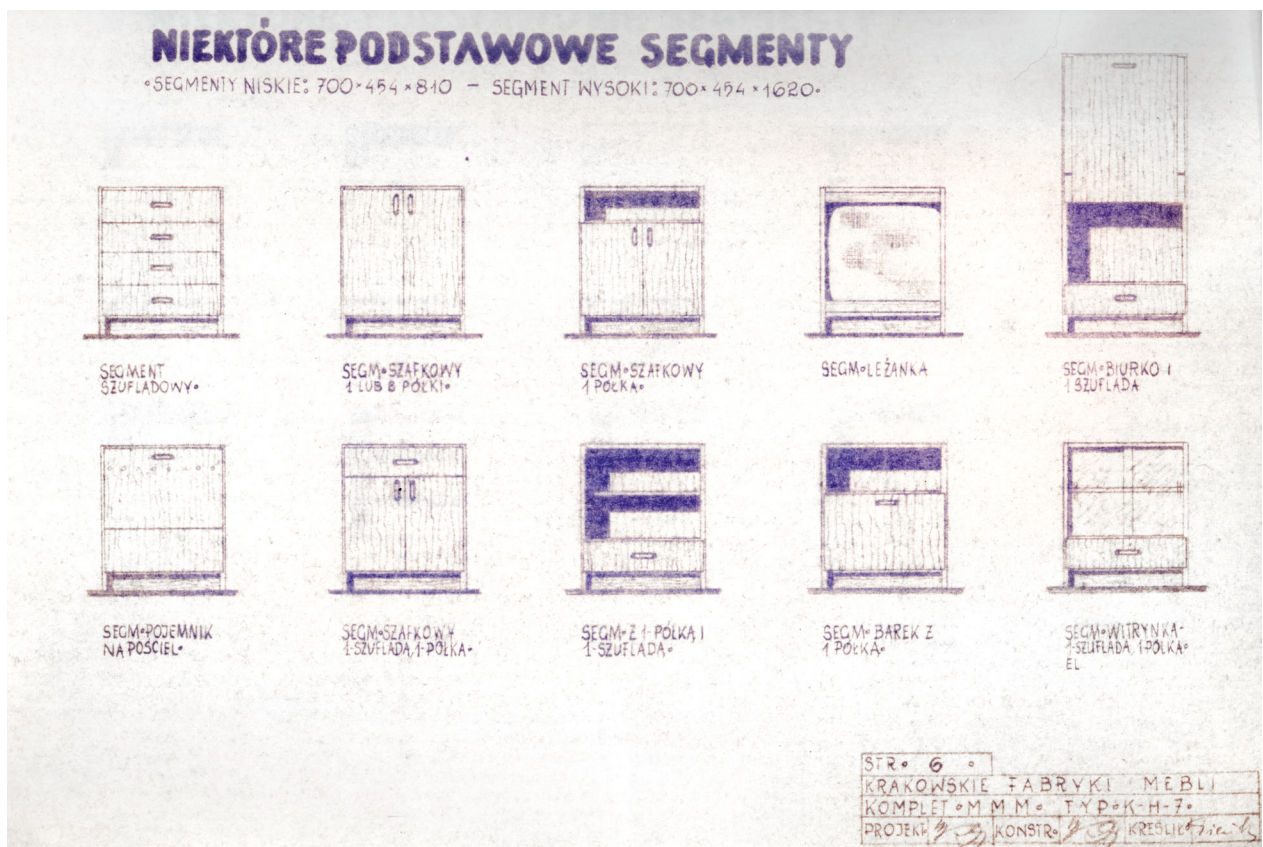 NIEKTÓRE PODSTAWOWE SEGMENTY
•SEGMENTY NISKIE: 700×454×810 – SEGMENT WYSOKI: 700×454×1620•
SEGMENT
SZUFLADOWY•
SEGM•SZAFKOWY
1 LUB 8 PÓŁKI•
SEGM•SZAFKOWY
1 PÓŁKA•
SEGM•LEŻANKA
SEGM•BIURKO I
1 SZUFLADA
SEGM•POJEMNIK
NA POŚCIEL•
SEGM•SZAFKOWY
1-SZUFLADA, 1-PÓŁKA•
SEGM•Z 1-PÓŁKĄ I
1-SZUFLADĄ•
SEGM•BAREK Z
1 PÓŁKĄ•
SEGM•WITRYNKA-
1-SZUFLADA, 1 PÓŁKA•
EL
STR• 6 •
KRAKOWSKIE FABRYKI MEBLI
KOMPLET•MMM• TYP•K-H-7•
PROJEKT KONSTR• KREŚLIŁ